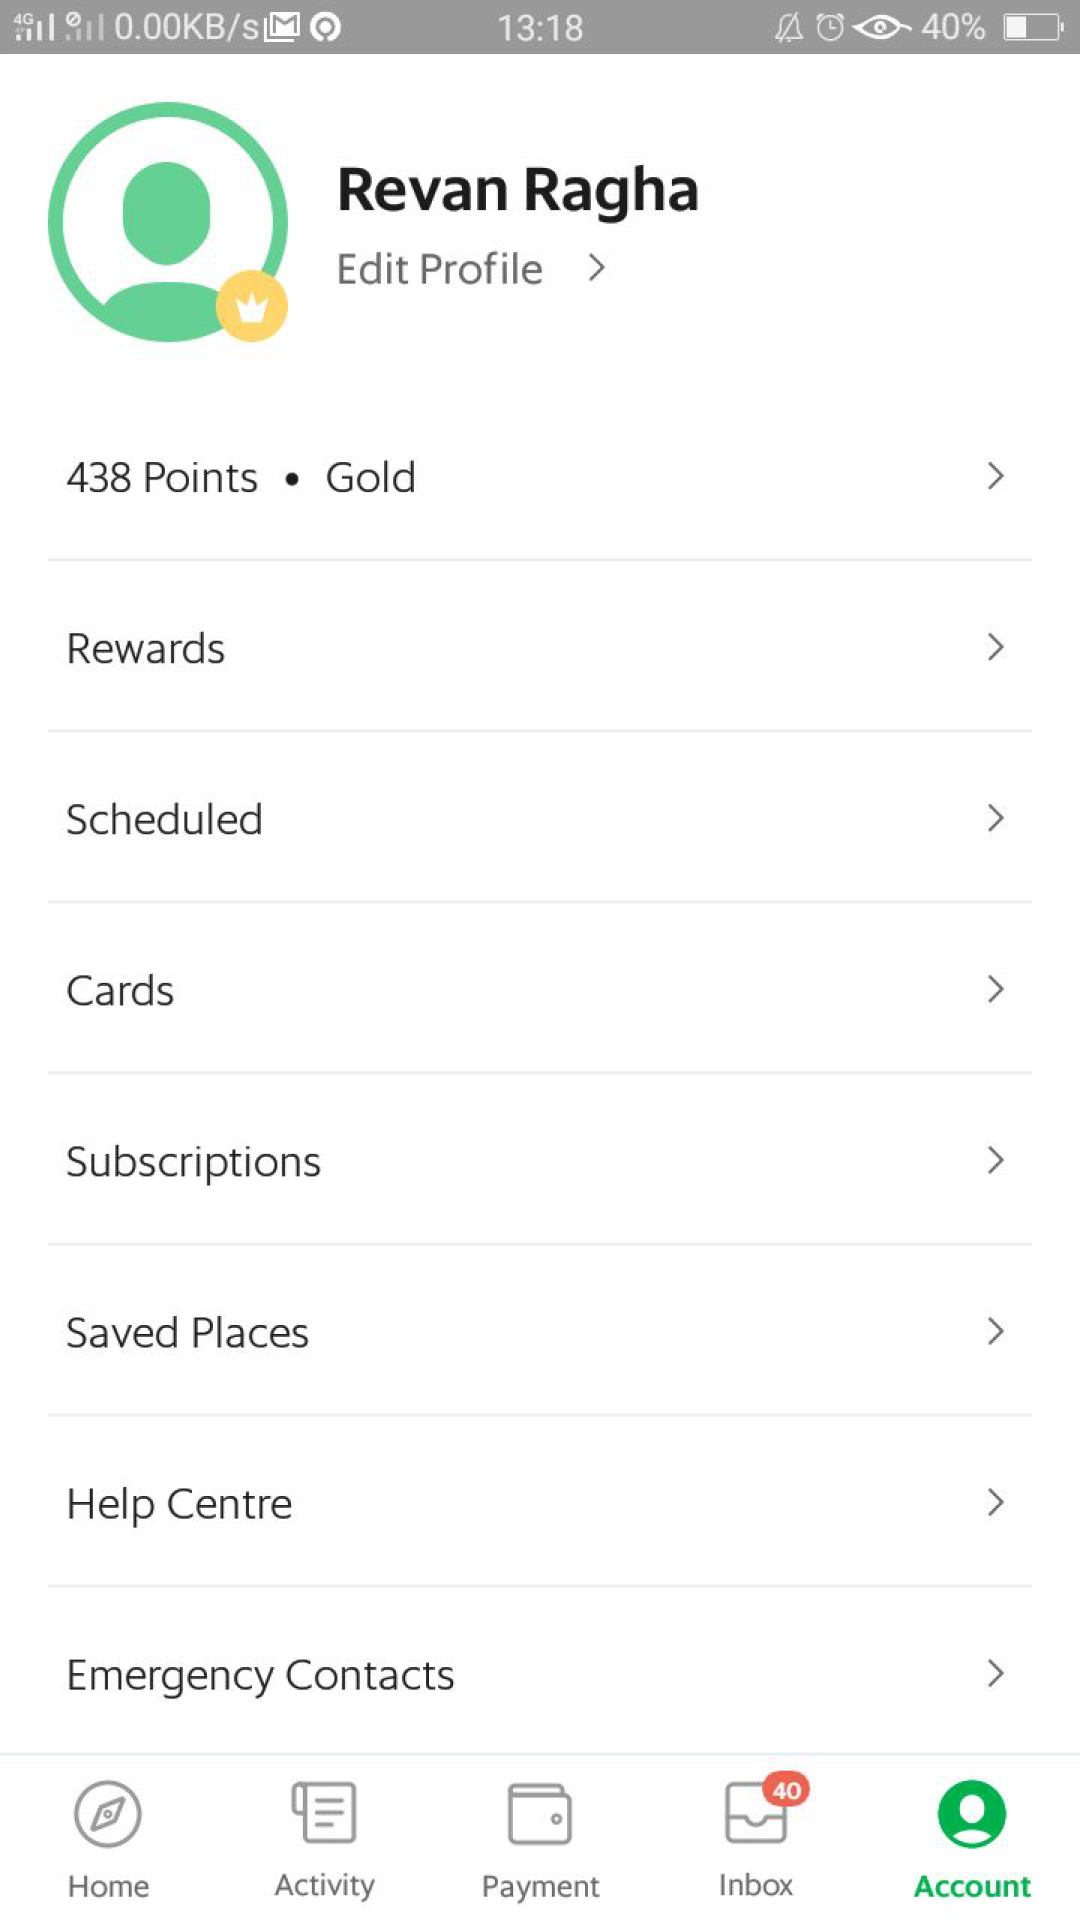 4G 0.00KB/s 13:18 40%
Revan Ragha
Edit Profile
438 Points • Gold
Rewards
Scheduled
Cards
Subscriptions
Saved Places
Help Centre
Emergency Contacts
40
Home Activity Payment Inbox Account